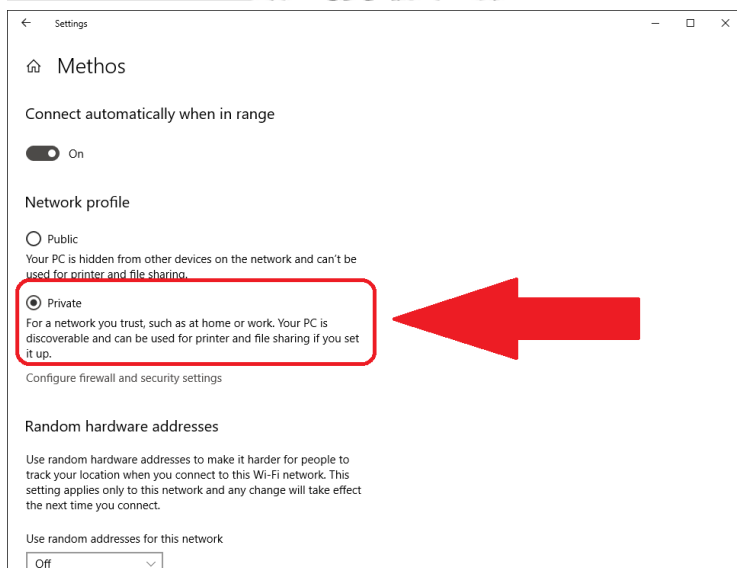 Settings
Methos
Connect automatically when in range
On
Network profile
Public
Your PC is hidden from other devices on the network and can't be
used for printer and file sharing.
Private
For a network you trust, such as at home or work. Your PC is
discoverable and can be used for printer and file sharing if you set
it up.
Configure firewall and security settings
Random hardware addresses
Use random hardware addresses to make it harder for people to
track your location when you connect to this Wi-Fi network. This
setting applies only to this network and any change will take effect
the next time you connect.
Use random addresses for this network
Off